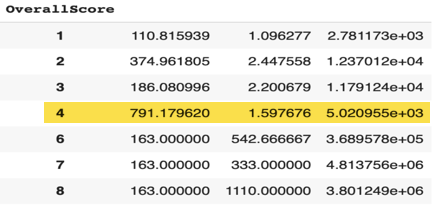 OverallScore
1 110.815939 1.096277 2.781173e+03
2 374.961805 2.447558 1.237012e+04
3 186.080996 2.200679 1.179124e+04
4 791.179620 1.597676 5.020955e+03
6 163.000000 542.666667 3.689578e+05
7 163.000000 333.000000 4.813756e+06
8 163.000000 1110.000000 3.801249e+06